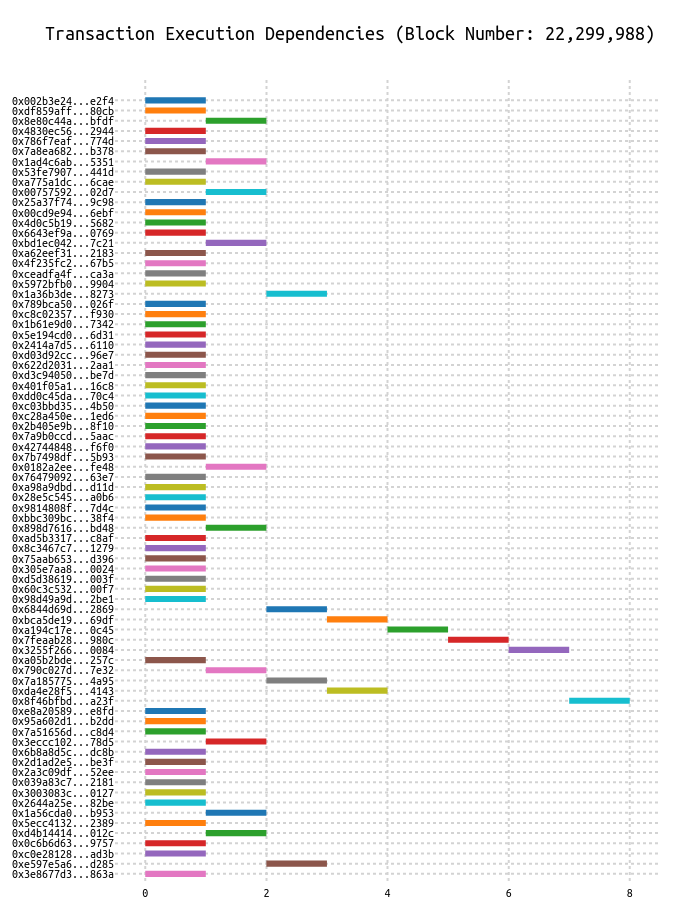 Transaction Execution Dependencies (Block Number: 22,299,988)
0x002b3e24...e2f4
0xdf859aff...80cb
0x8e80c44a...bfdf
0x4830ec56...2944
0x786f7eaf...774d
0x7a8ea682...b378
0x1ad4c6ab...5351
0x53fe7907...441d
0xa775a1dc...6cae
0x00757592...02d7
0x25a37f74...9c98
0x00cd9e94...6ebf
0x4d0c5b19...5682
0x6643ef9a...0769
0xbd1ec042...7c21
0xa62eef31...2183
0x4f235fc2...67b5
0xceadfa4f...ca3a
0x5972bfb0...9904
0x1a36b3de...8273
0x789bca50...026f
0xc8c02357...f930
0x1b61e9d0...7342
0x5e194cd0...6d31
0x2414a7d5...6110
0xd03d92cc...96e7
0x622d2031...2aa1
0xd3c94050...be7d
0x401f05a1...16c8
0xdd0c45da...70c4
0xc03bbd35...4b50
0xc28a450e...1ed6
0x2b405e9b...8f10
0x7a9b0ccd...5aac
0x42744848...f6f0
0x7b7498df...5b93
0x0182a2ee...fe48
0x76479092...63e7
0xa98a9dbd...d11d
0x28e5c545...a0b6
0x9814808f...7d4c
0xbbc309bc...38f4
0x898d7616...bd48
0xad5b3317...c8af
0x8c3467c7...1279
0x75aab653...d396
0x305e7aa8...0024
0xd5d38619...003f
0x60c3c532...00f7
0x98d49a9d...2be1
0x6844d69d...2869
0xbca5de19...69df
0xa194c17e...0c45
0x7feaab28...980c
0x3255f266...0084
0xa05b2bde...257c
0x790c027d...7e32
0x7a185775...4a95
0xda4e28f5...4143
0x8f46bfbd...a23f
0xe8a20589...e8fd
0x95a602d1...b2dd
0x7a51656d...c8d4
0x3eccc102...78d5
0x6b8a8d5c...dc8b
0x2d1ad2e5...be3f
0x2a3c09df...52ee
0x039a83c7...2181
0x3003083c...0127
0x2644a25e...82be
0x1a56cda0...b953
0x5ecc4132...2389
0xd4b14414...012c
0x0c6b6d63...9757
0xc0e28128...ad3b
0xe597e5a6...d285
0x3e8677d3...863a
0 2 4 6 8